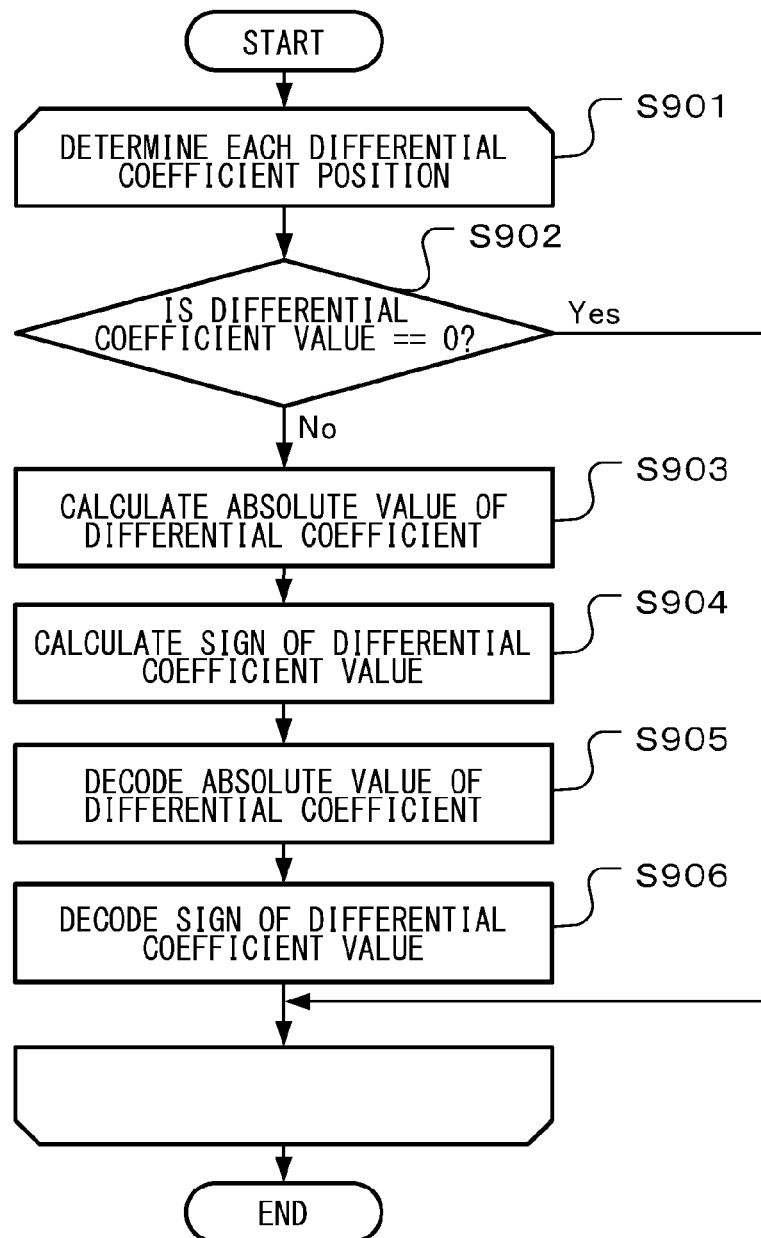 START
S901
DETERMINE EACH DIFFERENTIAL
COEFFICIENT POSITION
S902
IS DIFFERENTIAL
COEFFICIENT VALUE == 0?
Yes
No
S903
CALCULATE ABSOLUTE VALUE OF
DIFFERENTIAL COEFFICIENT
S904
CALCULATE SIGN OF DIFFERENTIAL
COEFFICIENT VALUE
S905
DECODE ABSOLUTE VALUE OF
DIFFERENTIAL COEFFICIENT
S906
DECODE SIGN OF DIFFERENTIAL
COEFFICIENT VALUE
END